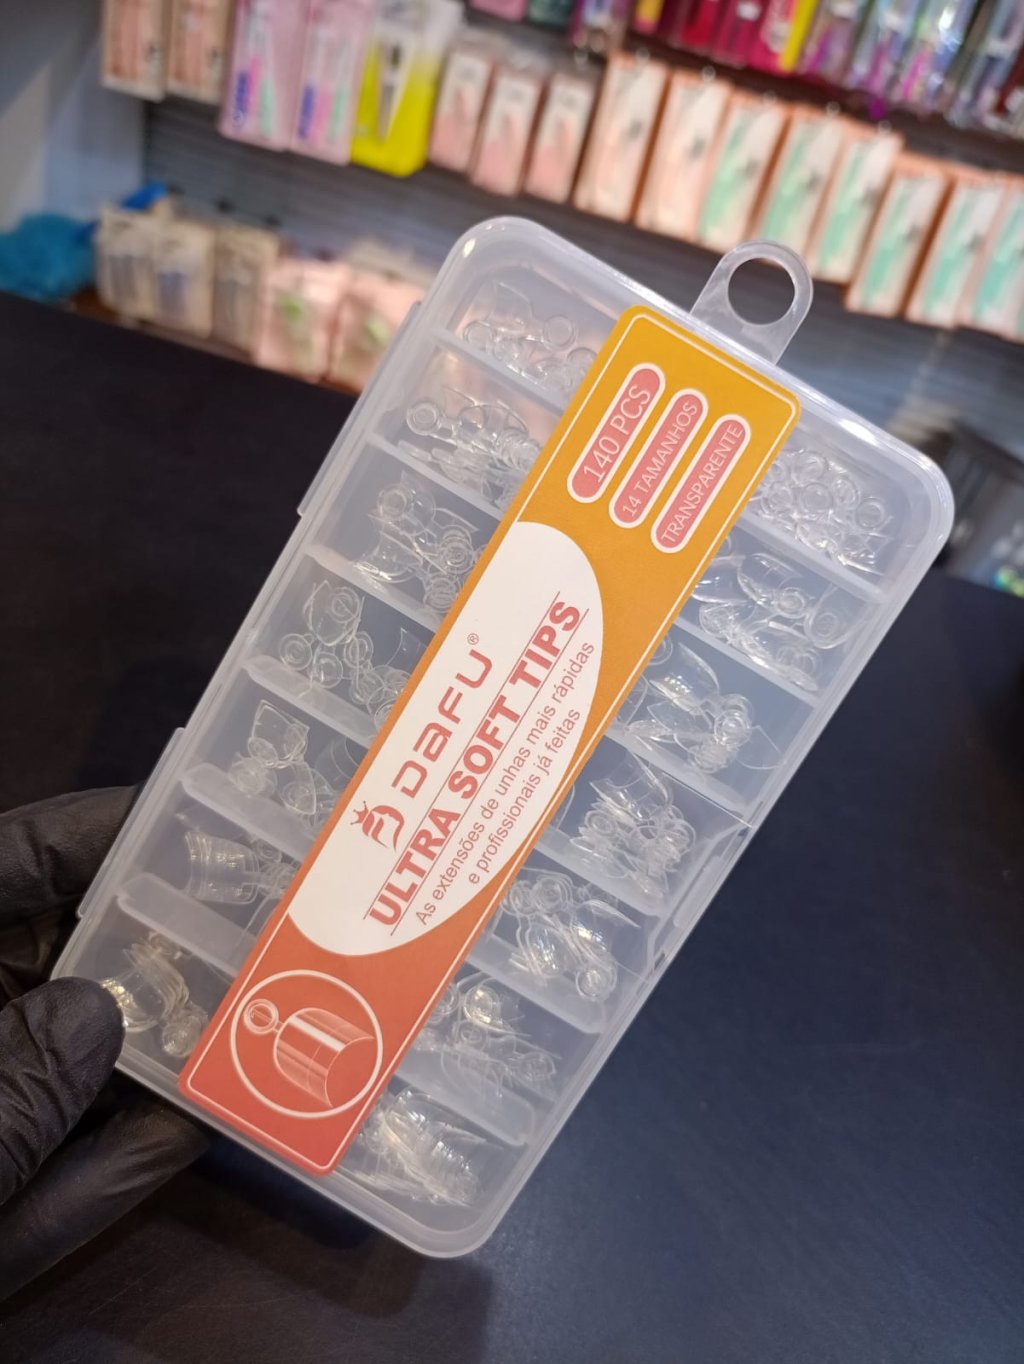 140 PCS
14 TAMANHOS
TRANSPARENTE
DAFU®
ULTRA SOFT TIPS
As extensões de unhas mais rápidas
e profissionais já feitas